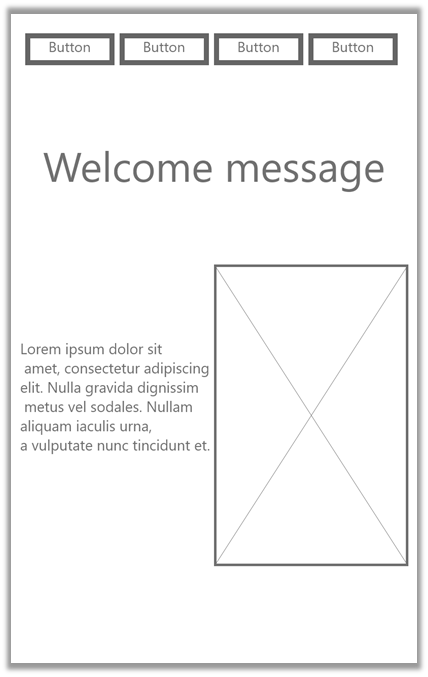 Button Button Button Button
Welcome message
Lorem ipsum dolor sit
amet, consectetur adipiscing
elit. Nulla gravida dignissim
metus vel sodales. Nullam
aliquam iaculis urna,
a vulputate nunc tincidunt et.